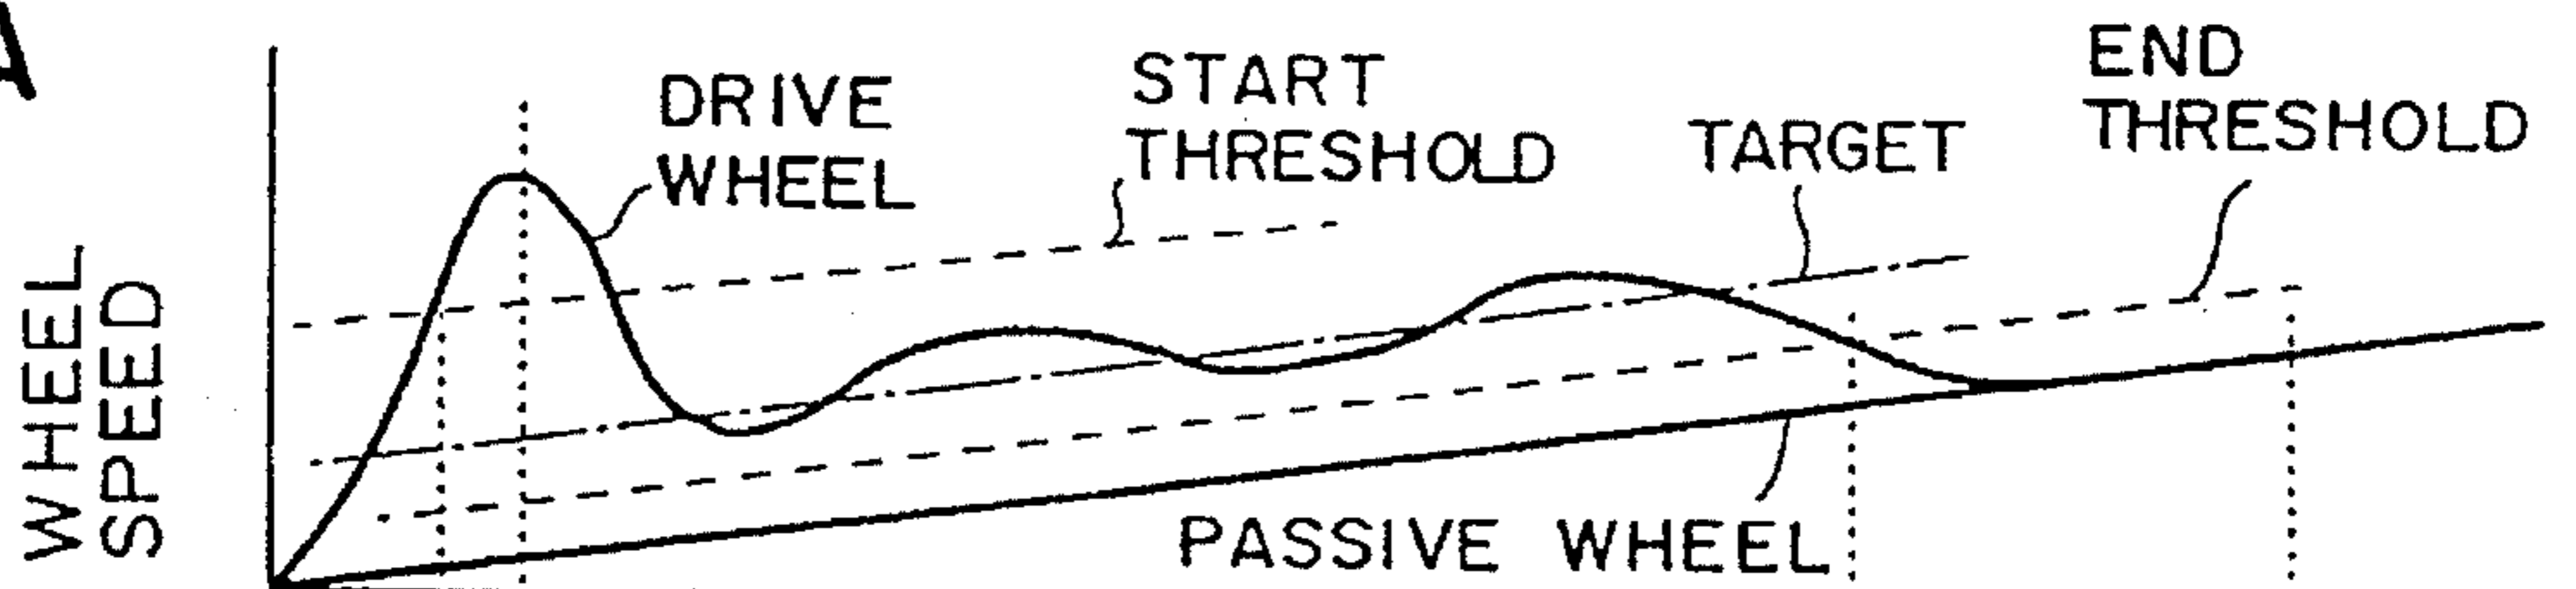 A
DRIVE
WHEEL
START
THRESHOLD
TARGET
END
THRESHOLD
WHEEL
SPEED
PASSIVE WHEEL